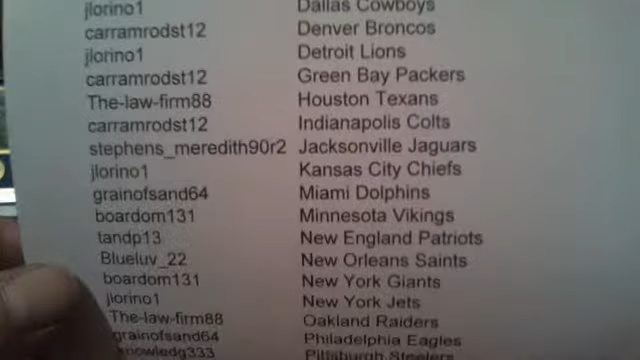 jlorino1 Dallas Cowboys
carramrodst12 Denver Broncos
jlorino1 Detroit Lions
carramrodst12 Green Bay Packers
The-law-firm88 Houston Texans
carramrodst12 Indianapolis Colts
stephens_meredith90r2 Jacksonville Jaguars
jlorino1 Kansas City Chiefs
grainofsand64 Miami Dolphins
boardom131 Minnesota Vikings
tandp13 New England Patriots
Blueluv_22 New Orleans Saints
boardom131 New York Giants
jlorino1 New York Jets
The-law-firm88 Oakland Raiders
grainofsand64 Philadelphia Eagles
Pittsburgh Steelers